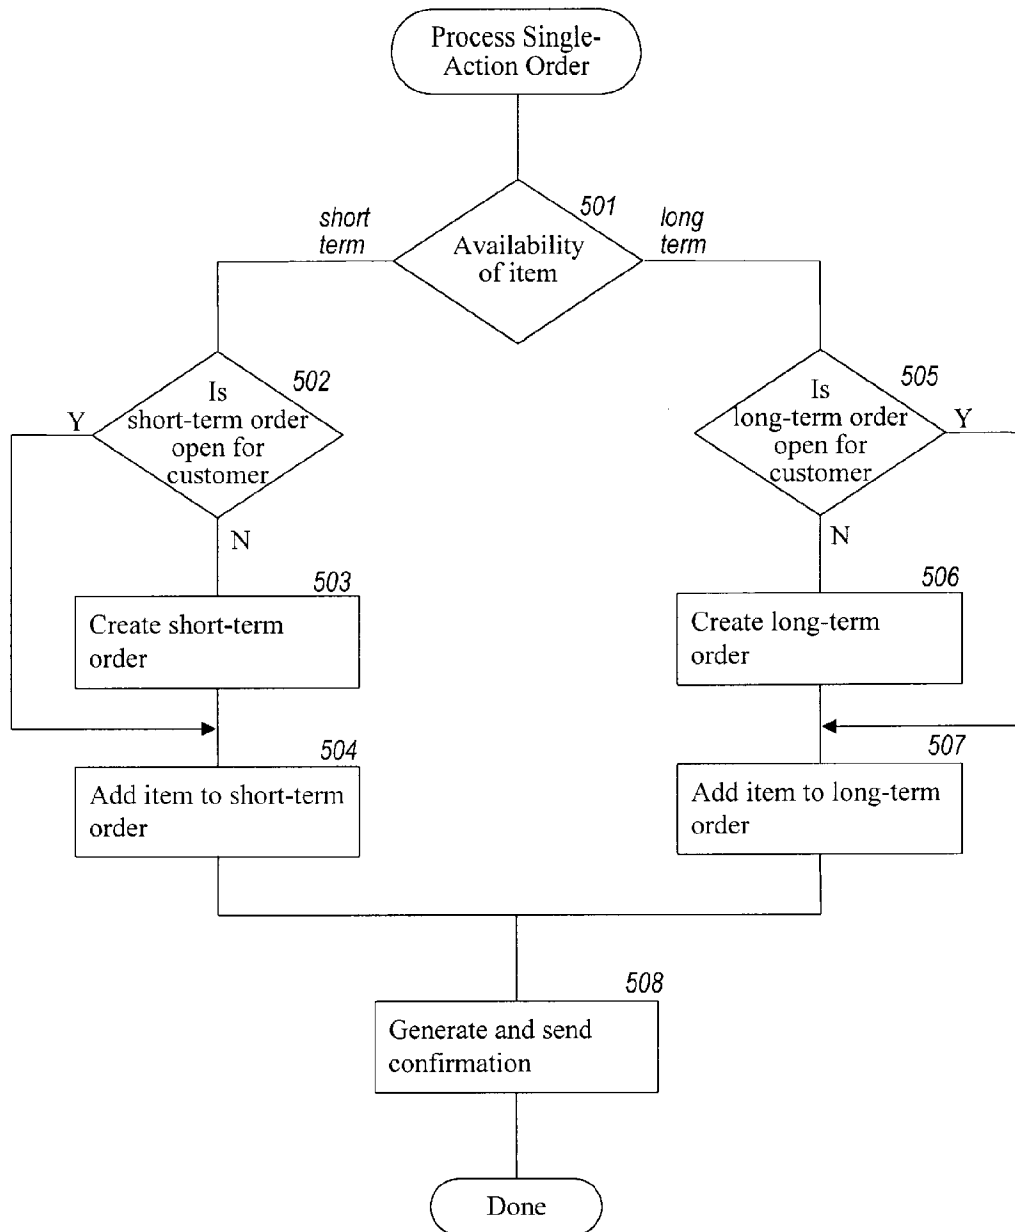 Process Single-
Action Order
501
short
term
long
term
Availability
of item
502
Is
short-term order
open for
customer
Y
N
505
Is
long-term order
open for
customer
Y
N
503
Create short-term
order
506
Create long-term
order
504
Add item to short-term
order
507
Add item to long-term
order
508
Generate and send
confirmation
Done